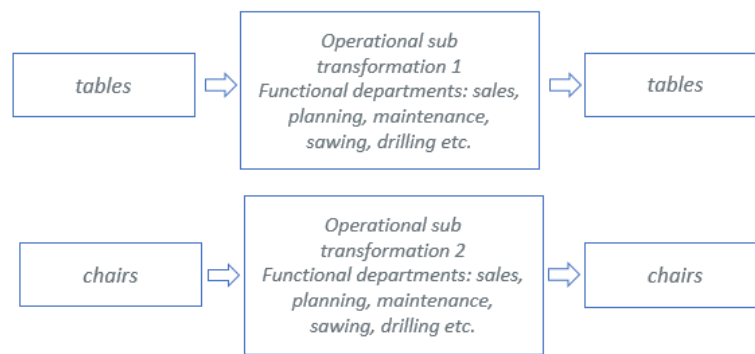 tables
Operational sub
transformation 1
Functional departments: sales,
planning, maintenance,
sawing, drilling etc.
tables
chairs
Operational sub
transformation 2
Functional departments: sales,
planning, maintenance,
sawing, drilling etc.
chairs